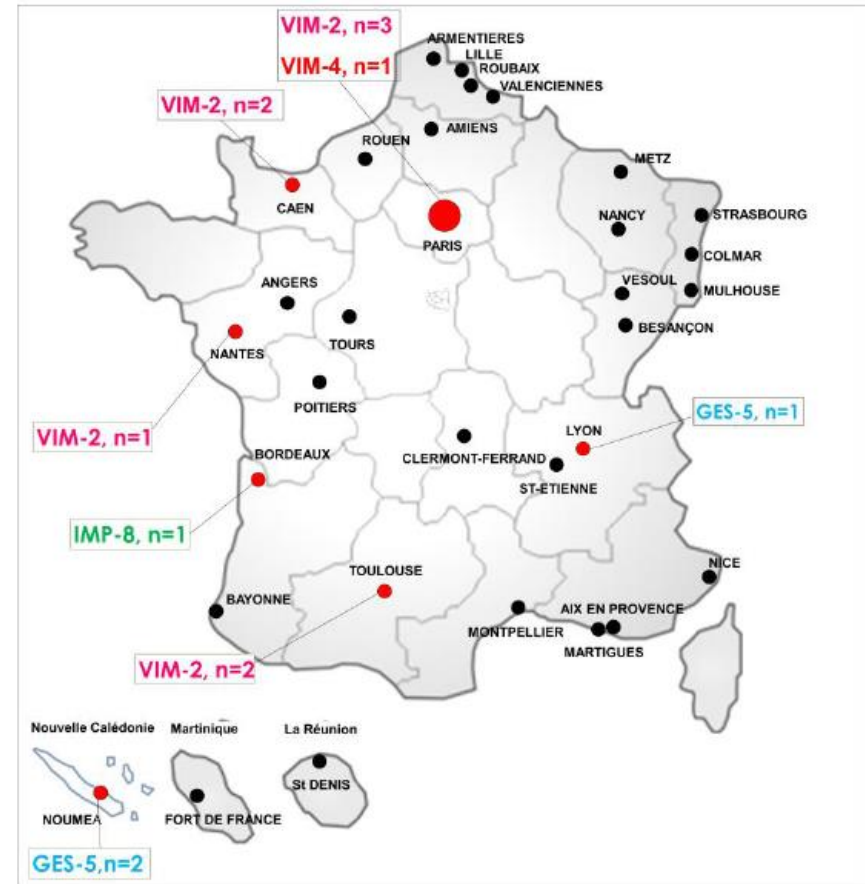 VIM-2, n=3
VIM-4, n=1
ARMENTIERES
LILLE
ROUBAIX
VALENCIENNES
VIM-2, n=2
AMIENS
ROUEN
METZ
CAEN
NANCY
STRASBOURG
PARIS
COLMAR
ANGERS
VESOUL
MULHOUSE
BESANÇON
NANTES
TOURS
POITIERS
GES-5, n=1
VIM-2, n=1
LYON
BORDEAUX
CLERMONT-FERRAND
ST-ETIENNE
IMP-8, n=1
TOULOUSE
NICE
BAYONNE
AIX EN PROVENCE
MONTPELLIER
MARTIGUES
VIM-2, n=2
Nouvelle Calédonie
Martinique
La Réunion
St DENIS
NOUMEA
FORT DE FRANCE
GES-5,n=2